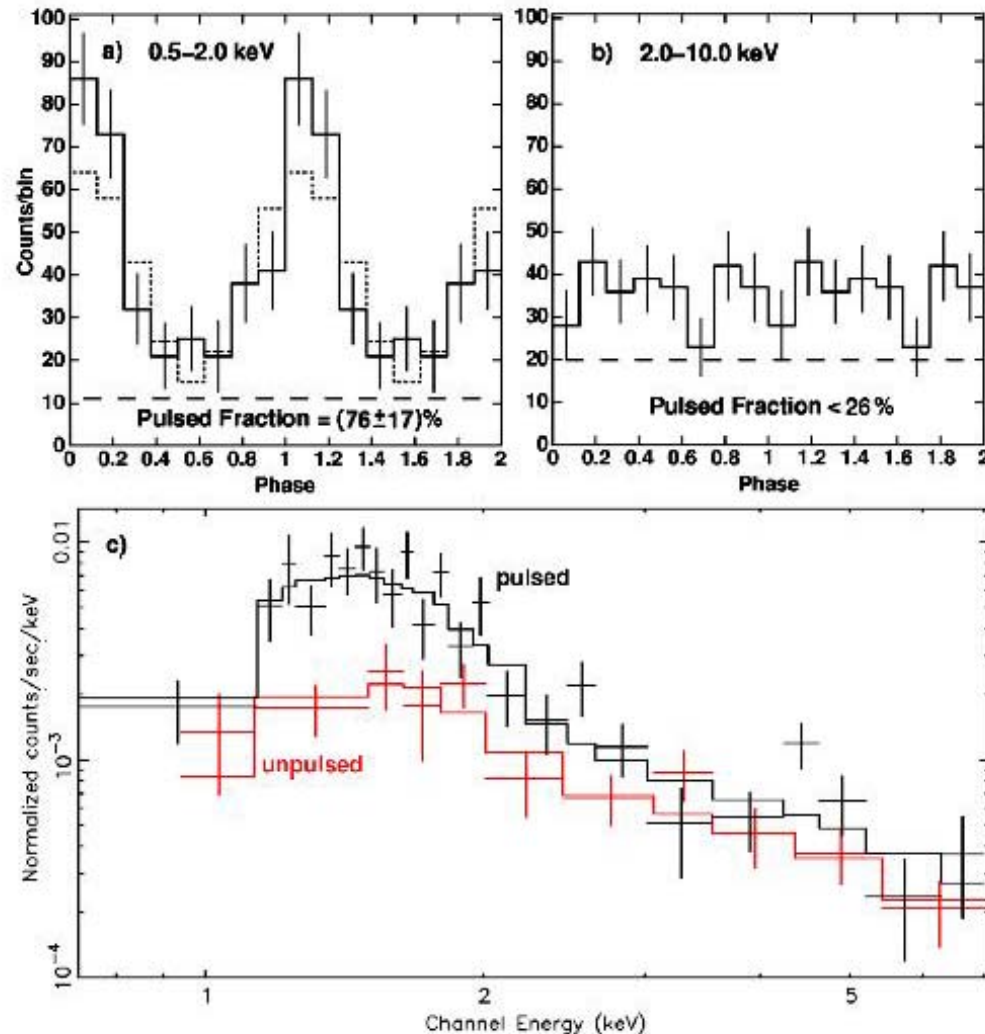 a) 0.5–2.0 keV
100
90
80
70
60
50
40
30
20
10
0
Counts/bin
Pulsed Fraction = (76±17)%
0 0.2 0.4 0.6 0.8 1 1.2 1.4 1.6 1.8 2
Phase
b) 2.0–10.0 keV
100
90
80
70
60
50
40
30
20
10
0
Pulsed Fraction < 26%
0 0.2 0.4 0.6 0.8 1 1.2 1.4 1.6 1.8 2
Phase
c)
pulsed
unpulsed
0.01
10⁻³
10⁻⁴
Normalized counts/sec/keV
1 2 5
Channel Energy (keV)